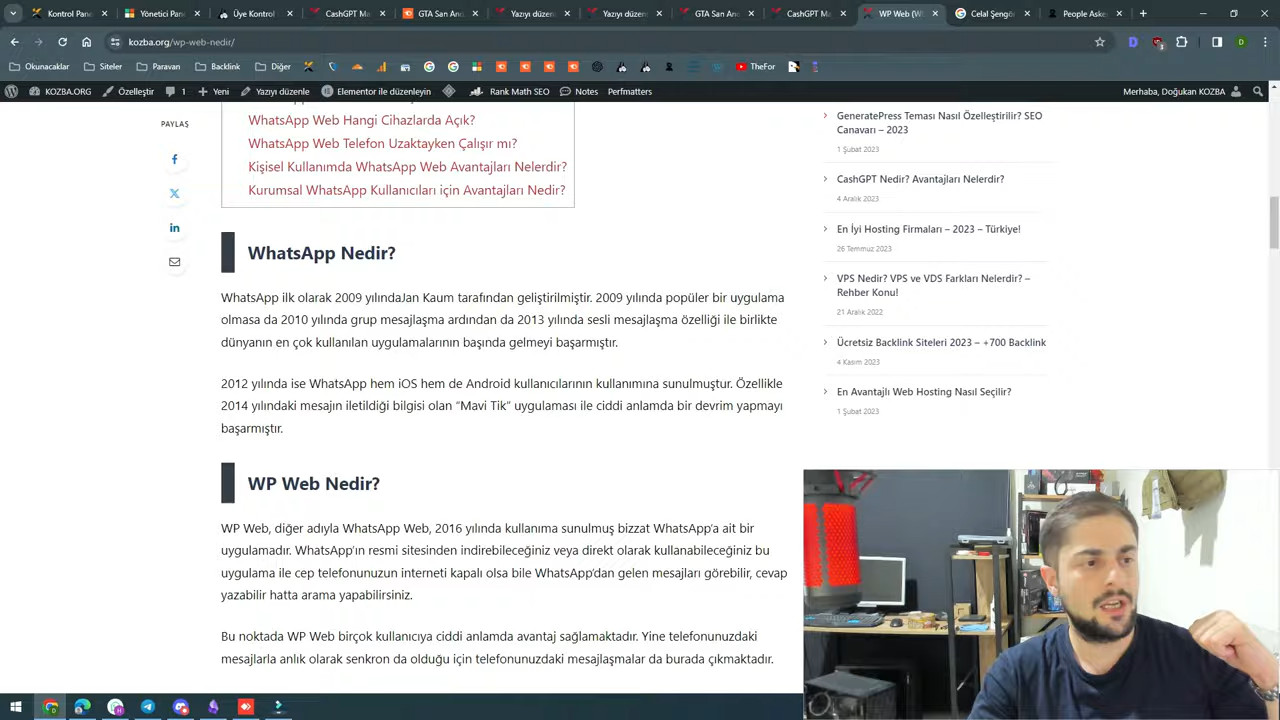 CashGPT Ne
Microsoft
Yönetici Pan
Üye Kontrol
CashGPT Ma
GTA San An
Yazıyı düzen
Yazıyı düzen
GTA San An
CashGPT Ma
WP Web (W
Celal Şengör
People Aske
kozba.org/wp-web-nedir/
Okunacaklar
Siteler
Paravan
Backlink
Diğer
TheFor
KOZBA.ORG
Özelleştir
1
Yeni
Yazıyı düzenle
Elementor ile düzenleyin
Rank Math SEO
Notes
Perfmatters
Merhaba, Doğukan KOZBA
PAYLAŞ
WhatsApp Web Hangi Cihazlarda Açık?
WhatsApp Web Telefon Uzaktayken Çalışır mı?
Kişisel Kullanımda WhatsApp Web Avantajları Nelerdir?
Kurumsal WhatsApp Kullanıcıları için Avantajları Nedir?
WhatsApp Nedir?
WhatsApp ilk olarak 2009 yılındaJan Kaum tarafından geliştirilmiştir. 2009 yılında popüler bir uygulama
olmasa da 2010 yılında grup mesajlaşma ardından da 2013 yılında sesli mesajlaşma özelliği ile birlikte
dünyanın en çok kullanılan uygulamalarının başında gelmeyi başarmıştır.
2012 yılında ise WhatsApp hem iOS hem de Android kullanıcılarının kullanımına sunulmuştur. Özellikle
2014 yılındaki mesajın iletildiği bilgisi olan “Mavi Tik” uygulaması ile ciddi anlamda bir devrim yapmayı
başarmıştır.
WP Web Nedir?
WP Web, diğer adıyla WhatsApp Web, 2016 yılında kullanıma sunulmuş bizzat WhatsApp’a ait bir
uygulamadır. WhatsApp’ın resmi sitesinden indirebileceğiniz veya direkt olarak kullanabileceğiniz bu
uygulama ile cep telefonunuzun interneti kapalı olsa bile WhatsApp’dan gelen mesajları görebilir, cevap
yazabilir hatta arama yapabilirsiniz.
Bu noktada WP Web birçok kullanıcıya ciddi anlamda avantaj sağlamaktadır. Yine telefonunuzdaki
mesajlarla anlık olarak senkron da olduğu için telefonunuzdaki mesajlaşmalar da burada çıkmaktadır.
GeneratePress Teması Nasıl Özelleştirilir? SEO
Canavarı – 2023
1 Şubat 2023
CashGPT Nedir? Avantajları Nelerdir?
4 Aralık 2023
En İyi Hosting Firmaları – 2023 – Türkiye!
26 Temmuz 2023
VPS Nedir? VPS ve VDS Farkları Nelerdir? –
Rehber Konu!
21 Aralık 2022
Ücretsiz Backlink Siteleri 2023 – +700 Backlink
4 Kasım 2023
En Avantajlı Web Hosting Nasıl Seçilir?
1 Şubat 2023